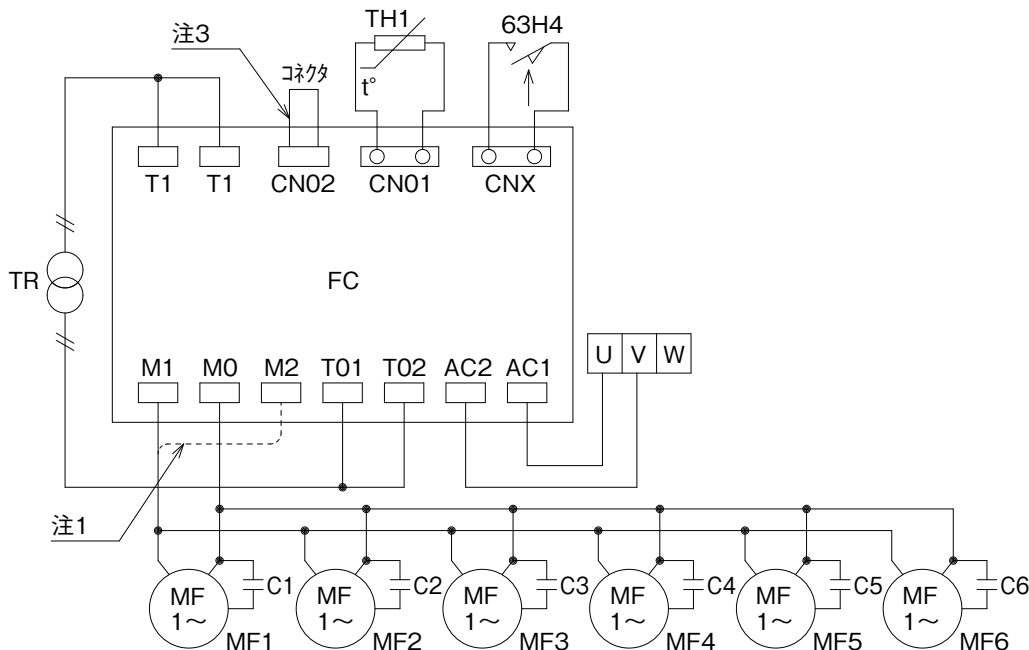 注3
TH1
63H4
コネクタ
t°
T1
T1
CN02
CN01
CNX
TR
FC
U V W
M1
M0
M2
T01
T02
AC2
AC1
注1
C1
C2
C3
C4
C5
C6
MF
1～
MF
1～
MF
1～
MF
1～
MF
1～
MF
1～
MF1
MF2
MF3
MF4
MF5
MF6